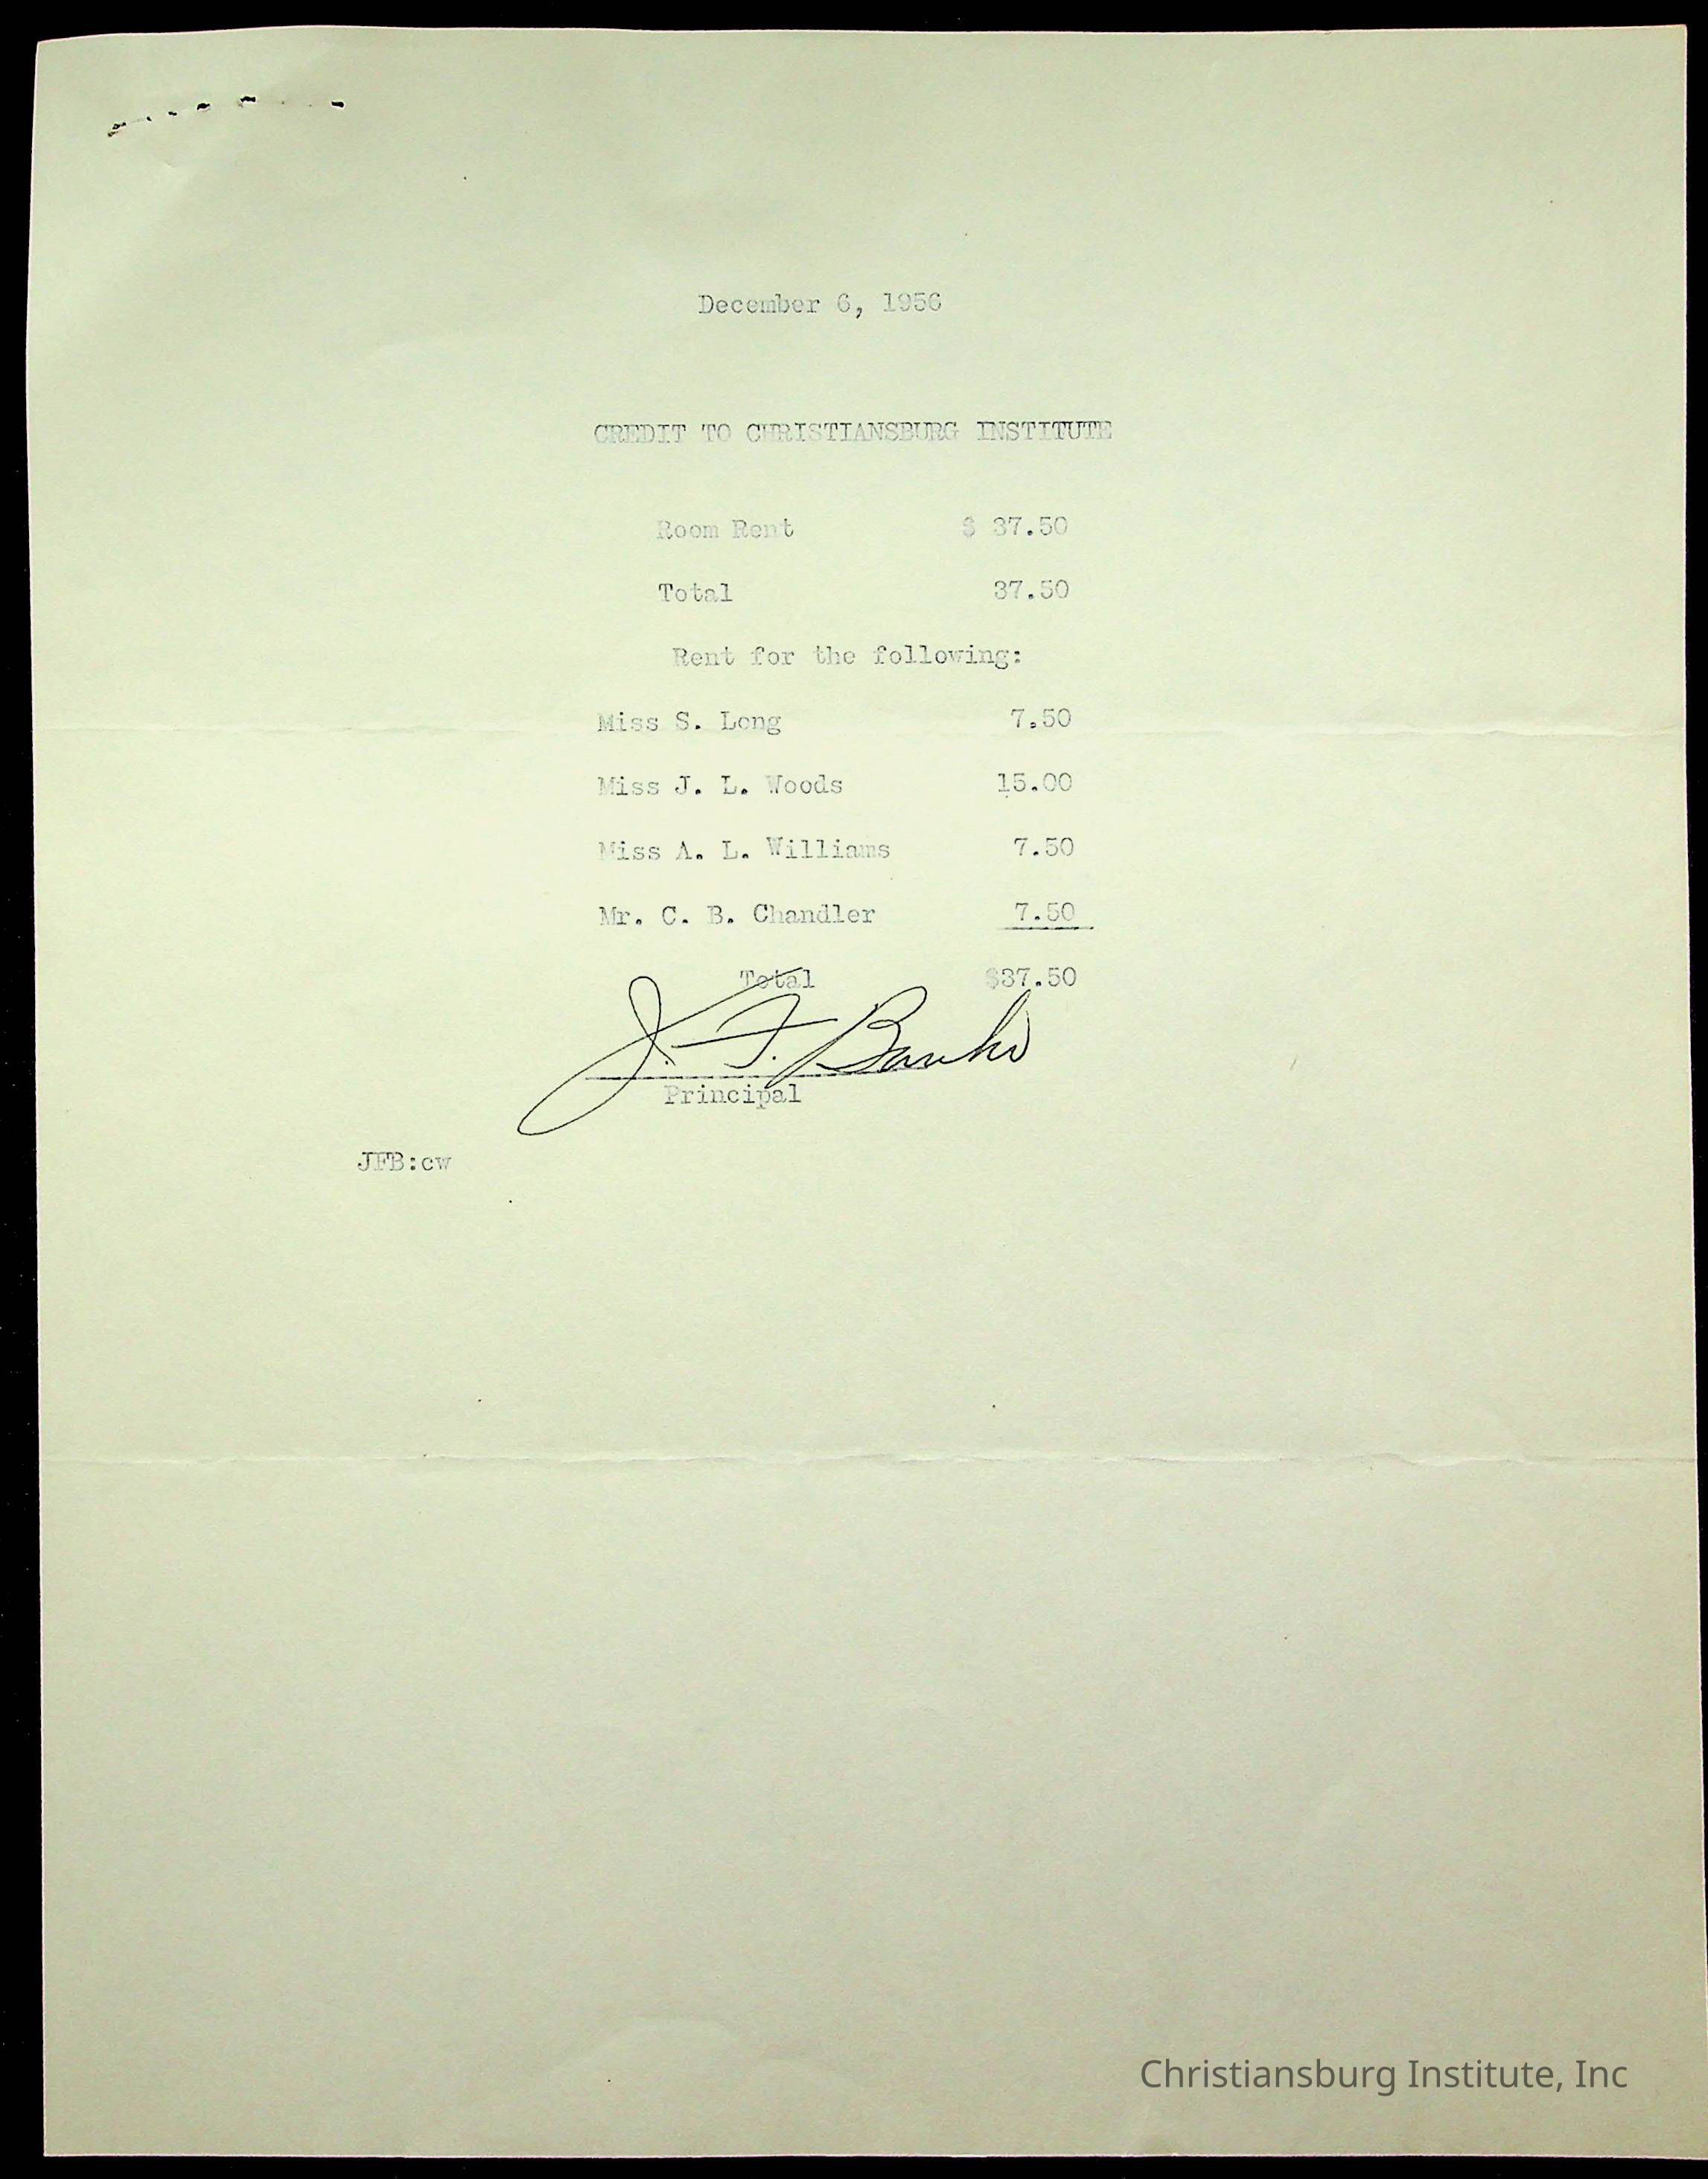 December 6, 1956
CREDIT TO CHRISTIANSBURG INSTITUTE
Room Rent $ 37.50
Total 37.50
Rent for the following:
Miss S. Long 7.50
Miss J. L. Woods 15.00
Miss A. L. Williams 7.50
Mr. C. B. Chandler 7.50
Total $37.50
J. F. Banks
Principal
JFB:cw
Christiansburg Institute, Inc